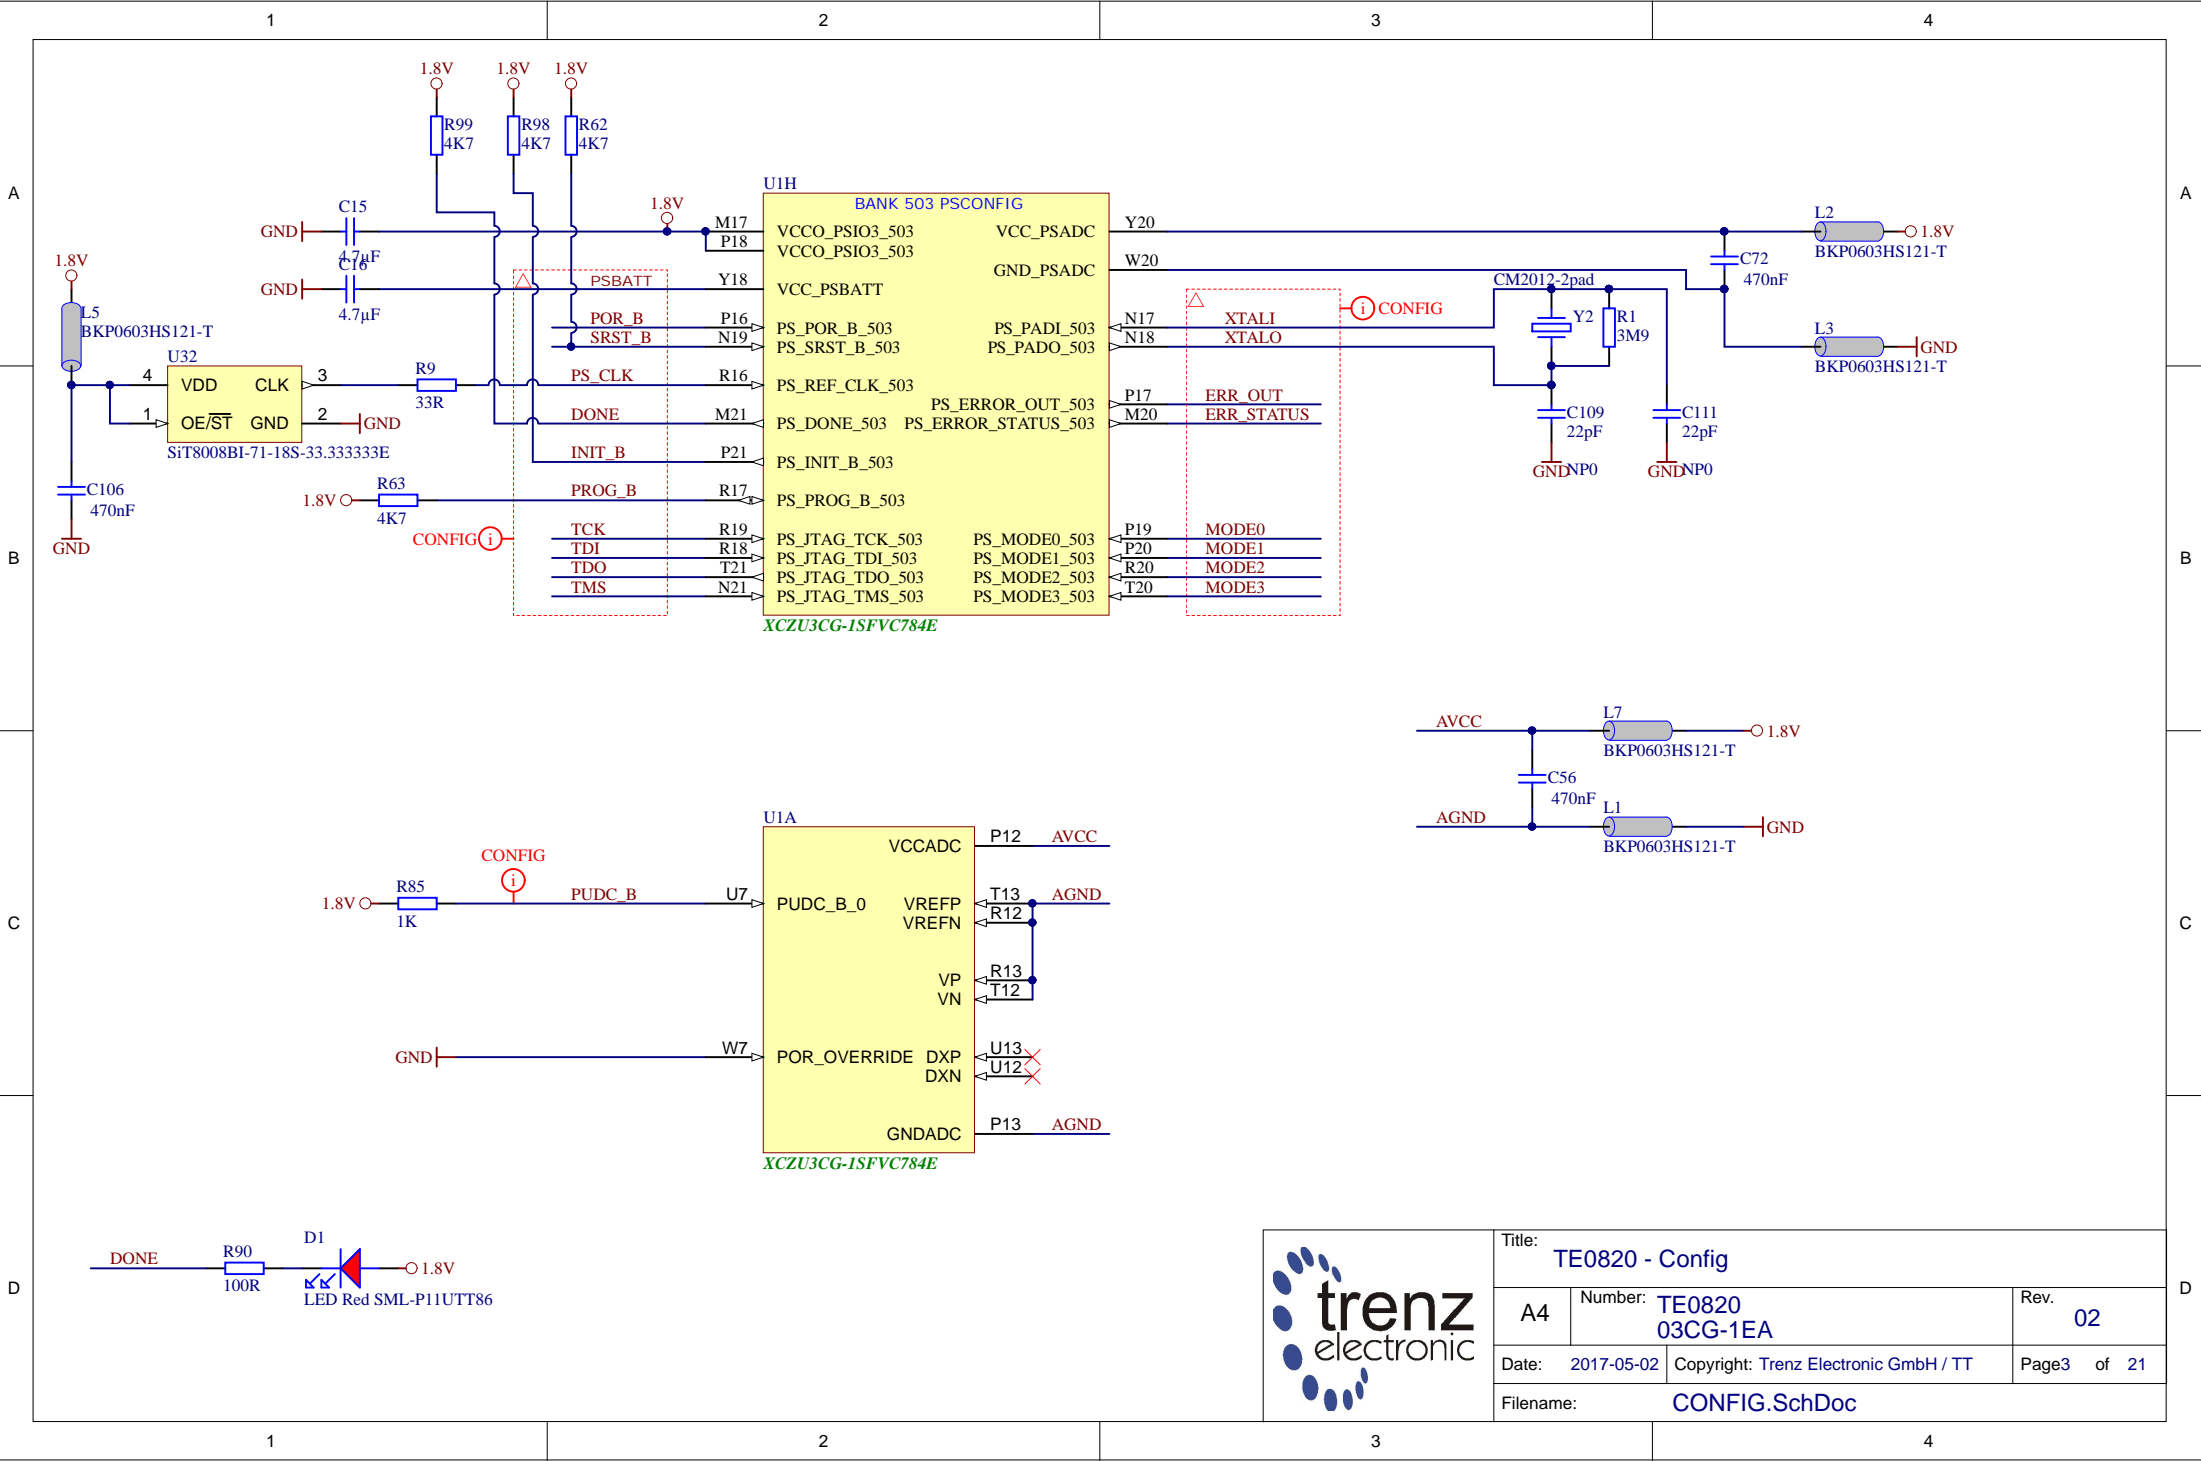 1 2 3 4
A
A
B
B
C
C
D
D
1.8V
1.8V
1.8V
R99
4K7
R98
4K7
R62
4K7
1.8V
C15
4.7µF
GND
C16
4.7µF
GND
1.8V
L5
BKP0603HS121-T
U32
4 VDD
CLK 3
1 OE/ST
GND 2
GND
SiT8008BI-71-18S-33.333333E
C106
470nF
GND
R9
33R
1.8V
R63
4K7
CONFIG
i
PSBATT
POR_B
SRST_B
PS_CLK
DONE
INIT_B
PROG_B
TCK
TDI
TDO
TMS
U1H
BANK 503 PSCONFIG
M17 VCCO_PSIO3_503
P18 VCCO_PSIO3_503
Y18 VCC_PSBATT
P16 PS_POR_B_503
N19 PS_SRST_B_503
R16 PS_REF_CLK_503
M21 PS_DONE_503
P21 PS_INIT_B_503
R17 PS_PROG_B_503
R19 PS_JTAG_TCK_503
R18 PS_JTAG_TDI_503
T21 PS_JTAG_TDO_503
N21 PS_JTAG_TMS_503
VCC_PSADC Y20
GND_PSADC W20
PS_PADI_503 N17
PS_PADO_503 N18
PS_ERROR_OUT_503 P17
PS_ERROR_STATUS_503 M20
PS_MODE0_503 P19
PS_MODE1_503 P20
PS_MODE2_503 R20
PS_MODE3_503 T20
XCZU3CG-1SFVC784E
XTALI
XTALO
ERR_OUT
ERR_STATUS
MODE0
MODE1
MODE2
MODE3
i CONFIG
CM2012-2pad
Y2
R1
3M9
C109
22pF
GND NP0
C111
22pF
GND NP0
C72
470nF
L2
BKP0603HS121-T
1.8V
L3
BKP0603HS121-T
GND
AVCC
L7
BKP0603HS121-T
1.8V
C56
470nF
AGND
L1
BKP0603HS121-T
GND
U1A
1.8V
R85
1K
CONFIG
i
PUDC_B
U7 PUDC_B_0
GND
W7 POR_OVERRIDE
VCCADC P12 AVCC
VREFP T13 AGND
VREFN R12
VP R13
VN T12
DXP U13
DXN U12
GNDADC P13 AGND
XCZU3CG-1SFVC784E
DONE
R90
100R
D1
1.8V
LED Red SML-P11UTT86
trenz
electronic
Title:
TE0820 - Config
A4
Number: TE0820
03CG-1EA
Rev.
02
Date: 2017-05-02
Copyright: Trenz Electronic GmbH / TT
Page3 of 21
Filename: CONFIG.SchDoc
1 2 3 4